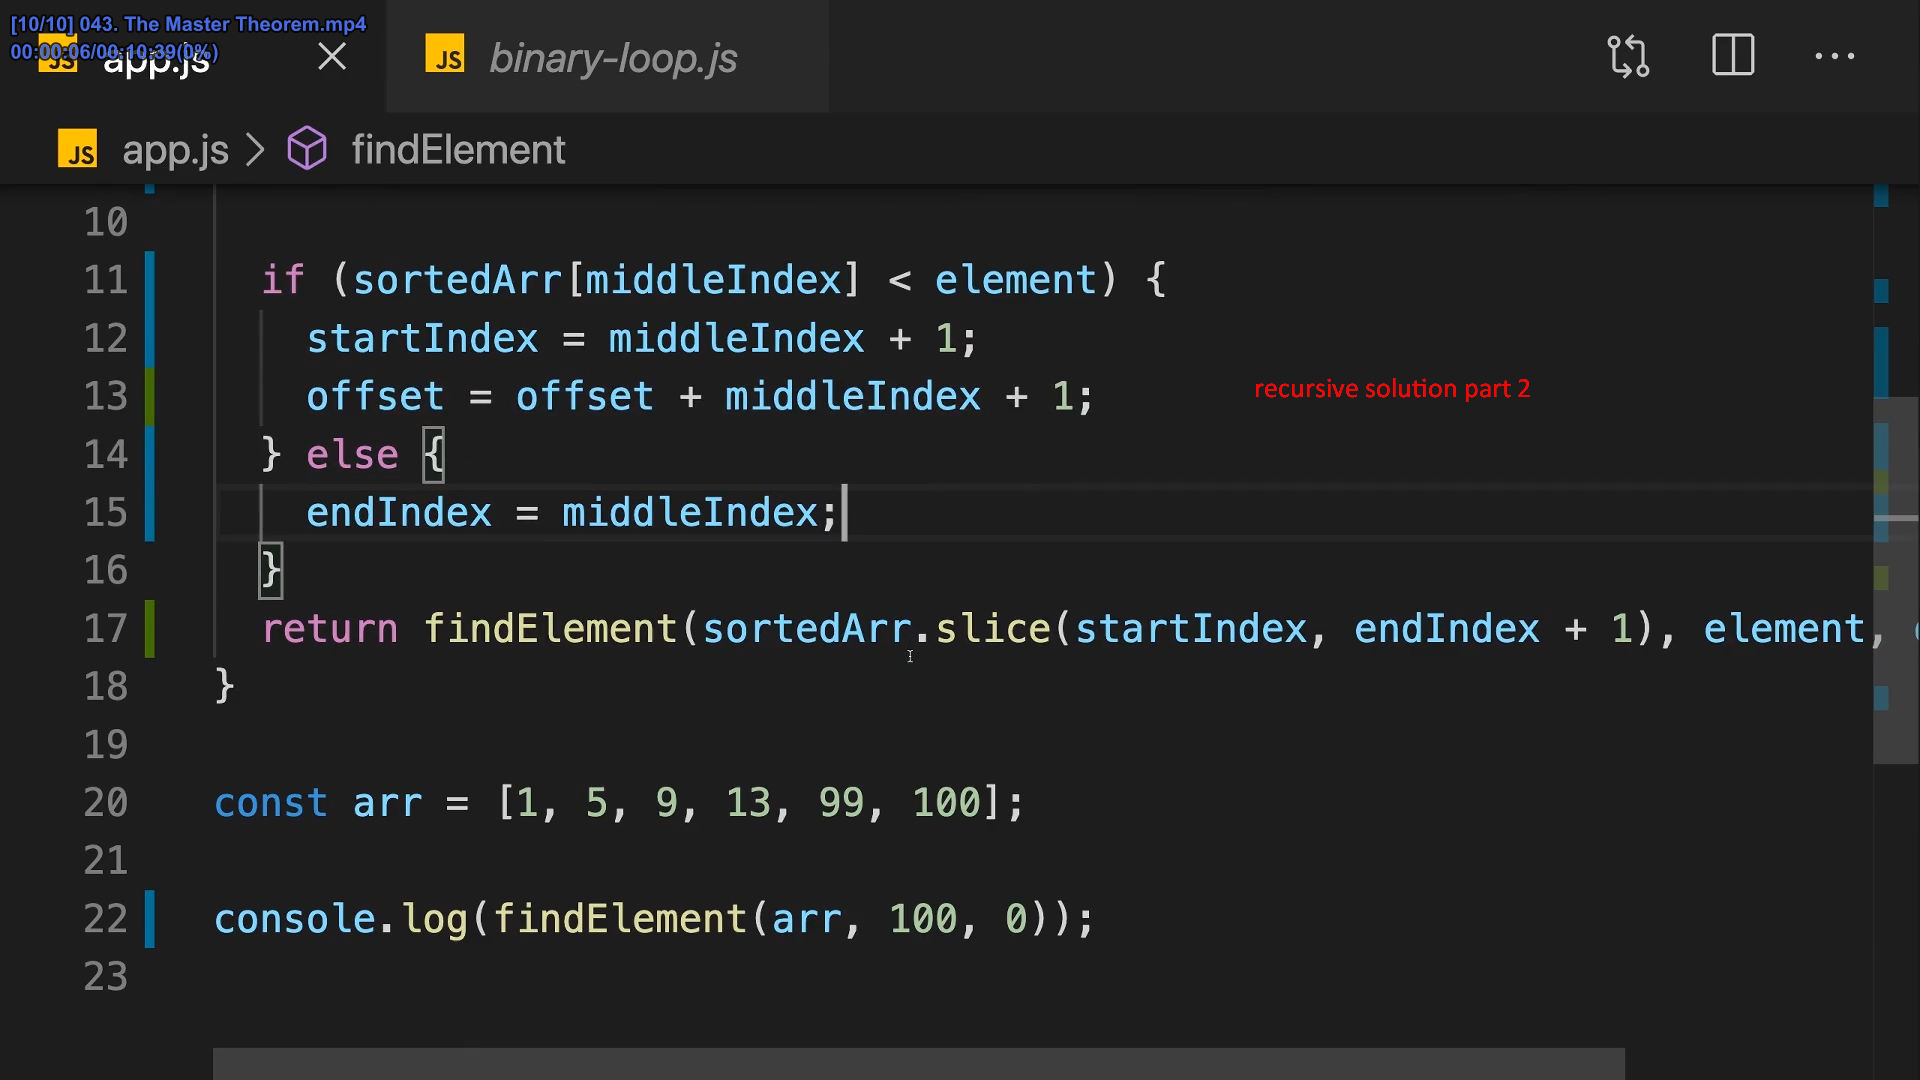 [10/10] 043. The Master Theorem.mp4
00:00:06/00:10:39(0%)
JS app.js
JS binary-loop.js
JS app.js > findElement
10
11 if (sortedArr[middleIndex] < element) {
12 startIndex = middleIndex + 1;
13 offset = offset + middleIndex + 1;
recursive solution part 2
14 } else {
15 endIndex = middleIndex;
16 }
17 return findElement(sortedArr.slice(startIndex, endIndex + 1), element,
18 }
19
20 const arr = [1, 5, 9, 13, 99, 100];
21
22 console.log(findElement(arr, 100, 0));
23